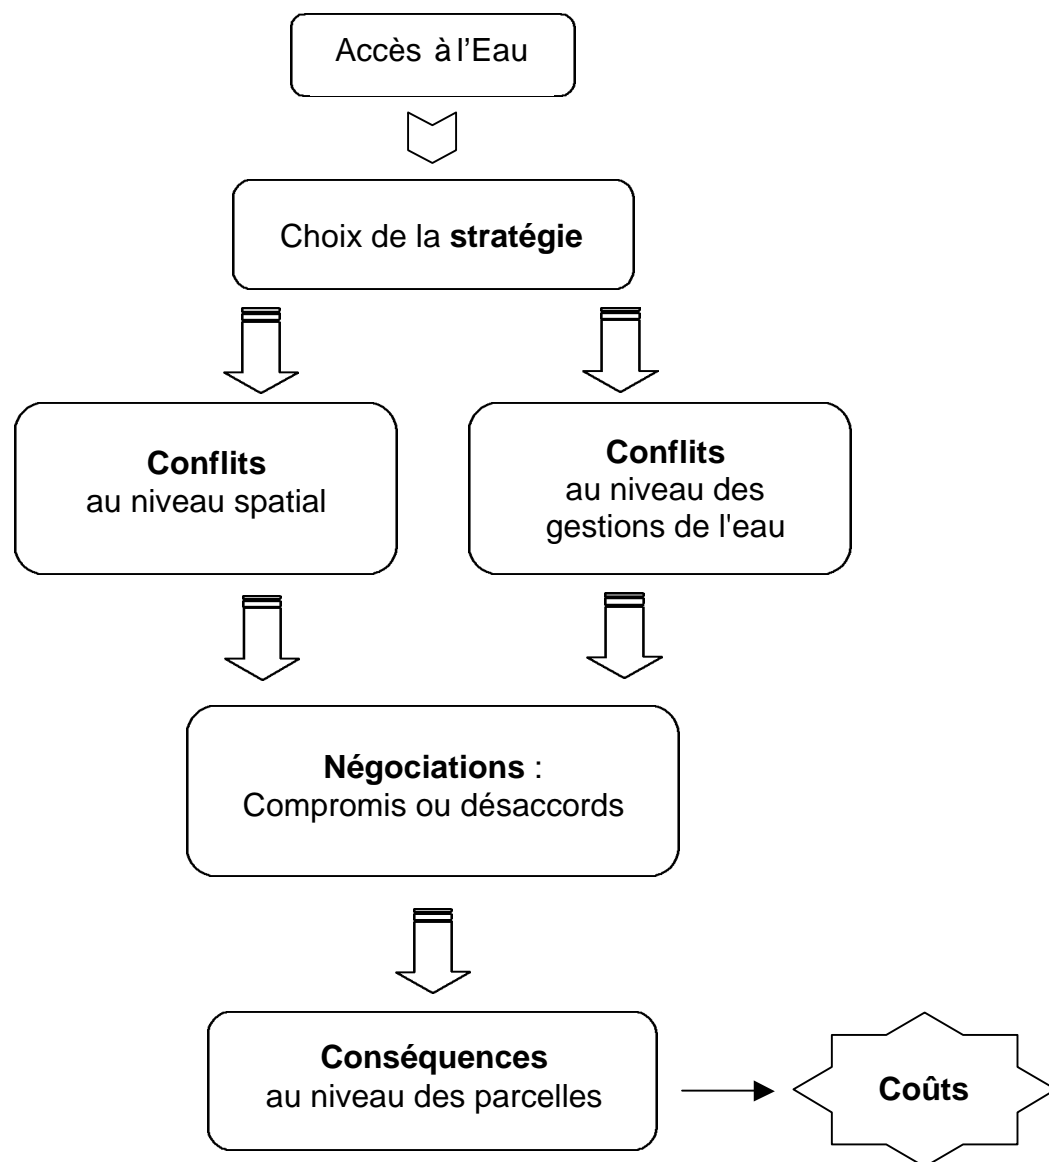 Accès à l’Eau
Choix de la stratégie
Conflits
au niveau spatial
Conflits
au niveau des
gestions de l'eau
Négociations :
Compromis ou désaccords
Conséquences
au niveau des parcelles
Coûts